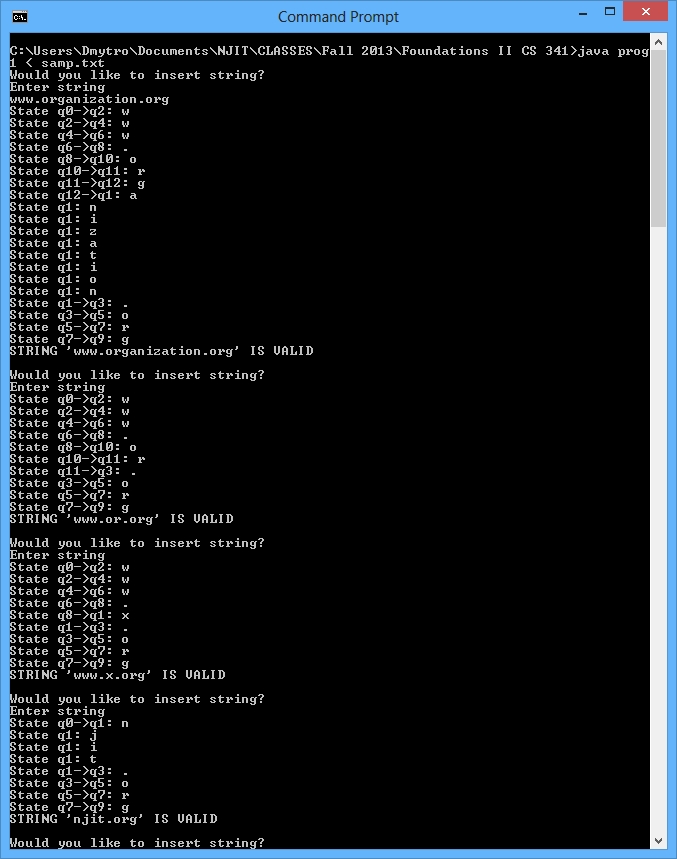 Command Prompt
C:\Users\Dmytro\Documents\NJIT\CLASSES\Fall 2013\Foundations II CS 341>java prog
1 < samp.txt
Would you like to insert string?
Enter string
www.organization.org
State q0->q2: w
State q2->q4: w
State q4->q6: w
State q6->q8: .
State q8->q10: o
State q10->q11: r
State q11->q12: g
State q12->q1: a
State q1: n
State q1: i
State q1: z
State q1: a
State q1: t
State q1: i
State q1: o
State q1: n
State q1->q3: .
State q3->q5: o
State q5->q7: r
State q7->q9: g
STRING 'www.organization.org' IS VALID
Would you like to insert string?
Enter string
State q0->q2: w
State q2->q4: w
State q4->q6: w
State q6->q8: .
State q8->q10: o
State q10->q11: r
State q11->q3: .
State q3->q5: o
State q5->q7: r
State q7->q9: g
STRING 'www.or.org' IS VALID
Would you like to insert string?
Enter string
State q0->q2: w
State q2->q4: w
State q4->q6: w
State q6->q8: .
State q8->q1: x
State q1->q3: .
State q3->q5: o
State q5->q7: r
State q7->q9: g
STRING 'www.x.org' IS VALID
Would you like to insert string?
Enter string
State q0->q1: n
State q1: j
State q1: i
State q1: t
State q1->q3: .
State q3->q5: o
State q5->q7: r
State q7->q9: g
STRING 'njit.org' IS VALID
Would you like to insert string?